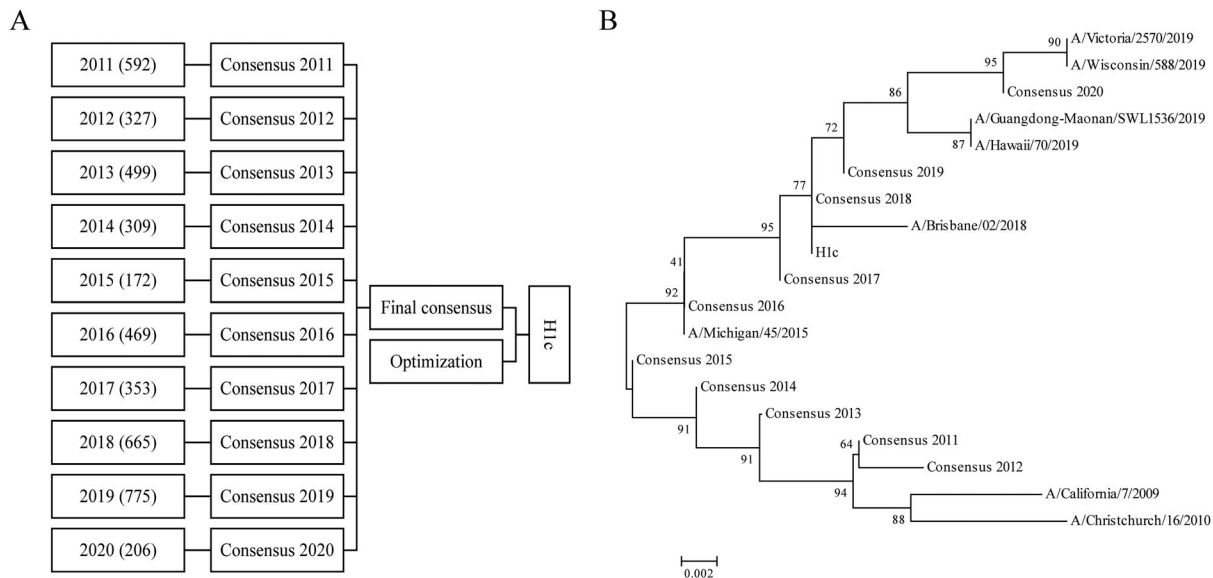 A
2011 (592) Consensus 2011
2012 (327) Consensus 2012
2013 (499) Consensus 2013
2014 (309) Consensus 2014
2015 (172) Consensus 2015
2016 (469) Consensus 2016
2017 (353) Consensus 2017
2018 (665) Consensus 2018
2019 (775) Consensus 2019
2020 (206) Consensus 2020
Final consensus
Optimization
H1c
B
A/Victoria/2570/2019
90
A/Wisconsin/588/2019
95
Consensus 2020
86
A/Guangdong-Maonan/SWL1536/2019
87
A/Hawaii/70/2019
72
Consensus 2019
77
Consensus 2018
A/Brisbane/02/2018
95
H1c
Consensus 2017
41
92
Consensus 2016
A/Michigan/45/2015
Consensus 2015
Consensus 2014
91
Consensus 2013
91
64
Consensus 2011
Consensus 2012
94
A/California/7/2009
88
A/Christchurch/16/2010
0.002